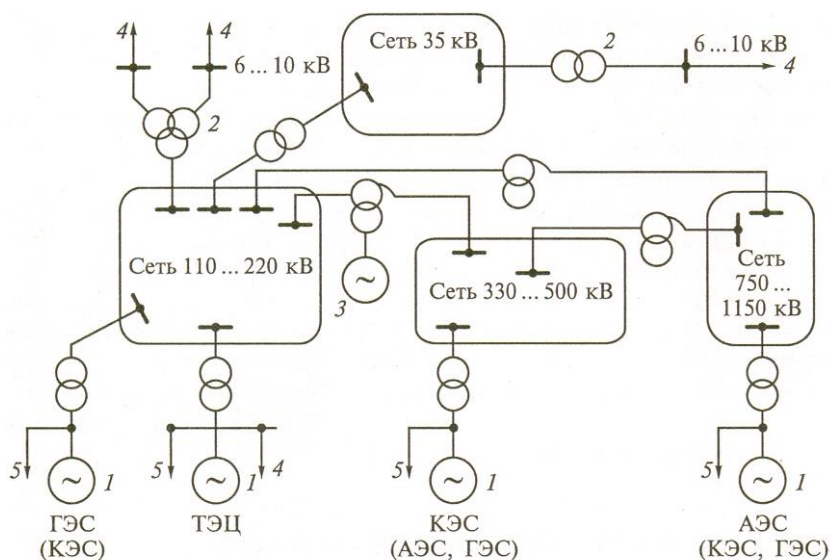 4
4
6 ... 10 кВ
2
Сеть 35 кВ
2
6 ... 10 кВ
4
Сеть 110 ... 220 кВ
3
Сеть 330 ... 500 кВ
Сеть
750 ...
1150 кВ
5
1
ГЭС
(КЭС)
5
1
4
ТЭЦ
5
1
КЭС
(АЭС, ГЭС)
5
1
АЭС
(КЭС, ГЭС)